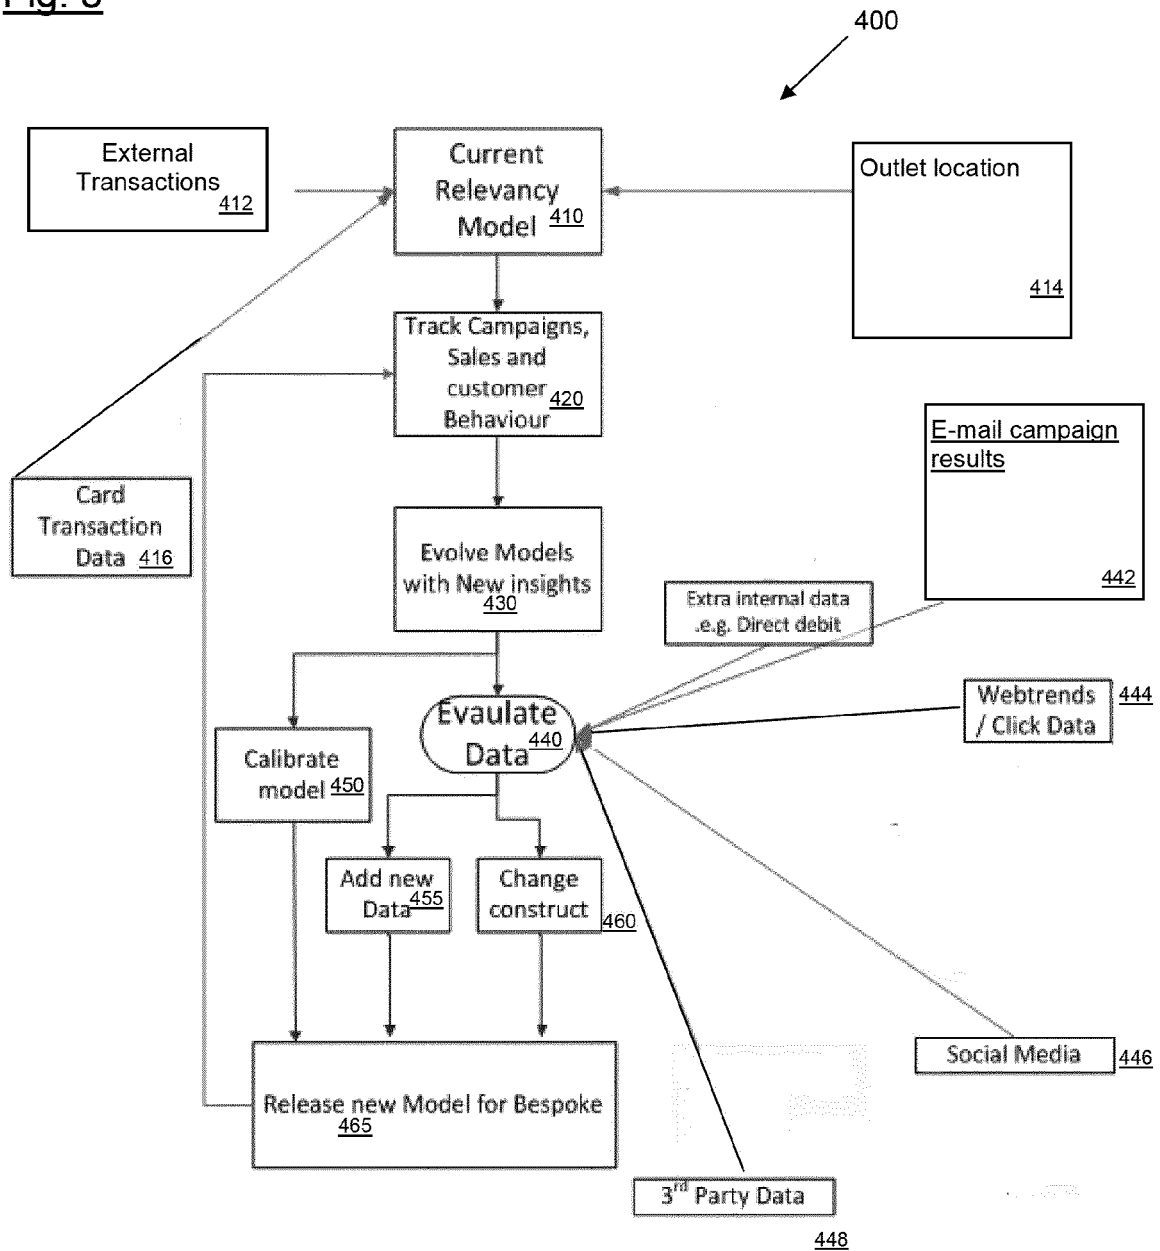 400
External
Transactions
412
Current
Relevancy
Model 410
Outlet location
414
Track Campaigns,
Sales and
customer 420
Behaviour
E-mail campaign
results
442
Card
Transaction
Data 416
Evolve Models
with New insights
430
Extra internal data
.e.g. Direct debit
Evaulate
Data 440
Webtrends 444
/ Click Data
Calibrate
model 450
Add new
Data 455
Change
construct 460
Social Media 446
Release new Model for Bespoke
465
3rd Party Data
448